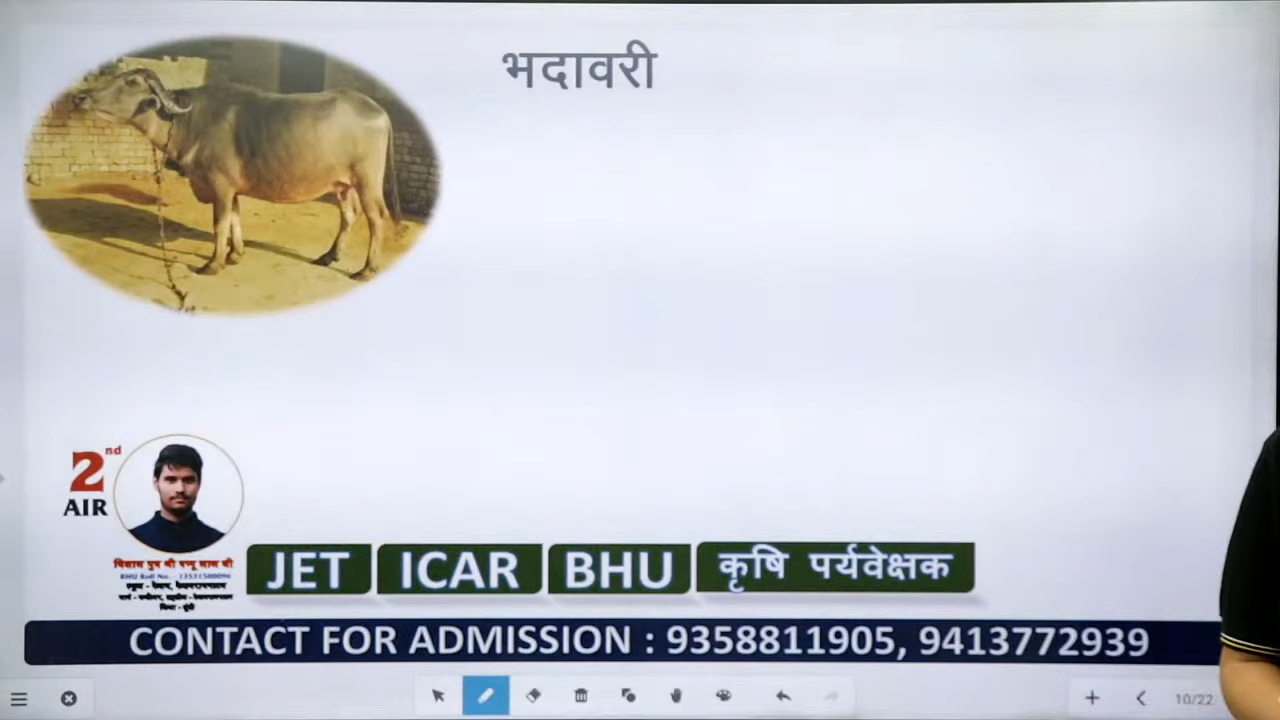 भदावरी
2nd
AIR
JET ICAR BHU कृषि पर्यवेक्षक
CONTACT FOR ADMISSION : 9358811905, 9413772939
10/22